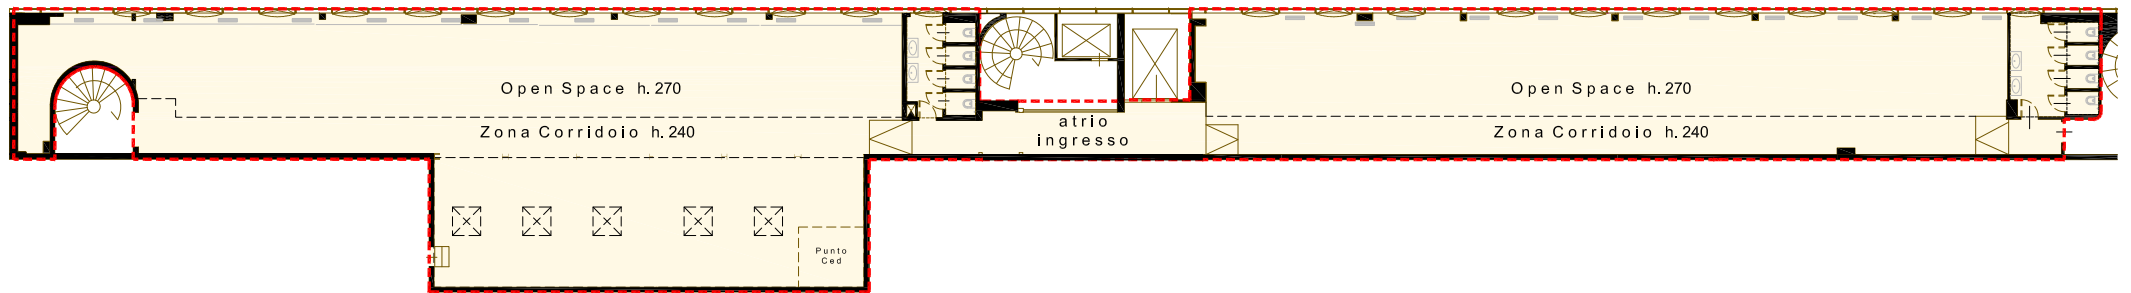 Open Space h. 270
Zona Corridoio h. 240
atrio
ingresso
Open Space h. 270
Zona Corridoio h. 240
Punto
Ced